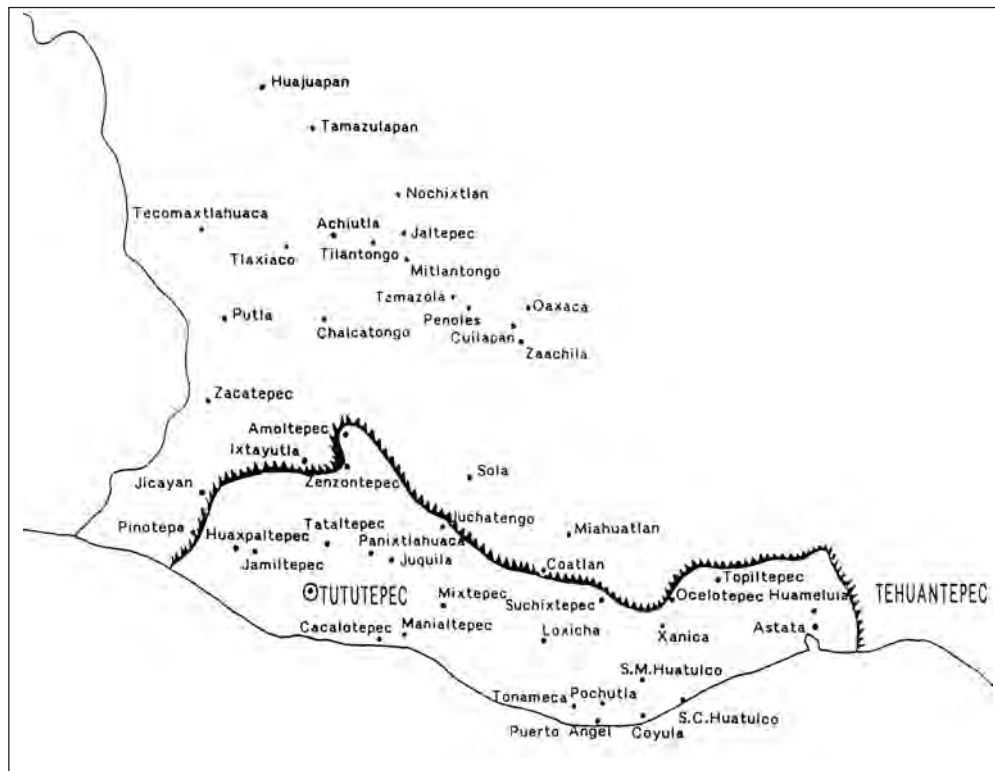 Huajuapan
Tamazulapan
Nochixtlan
Tecomaxtlahuaca
Achiutla
Jaltepec
Tlaxiaco
Tilantongo
Mitlantongo
Tamazola
Oaxaca
Putla
Chalcatongo
Penoles
Cuilapan
Zaachila
Zacatepec
Amoltepec
Ixtayutla
Sola
Zenzontepec
Jicayan
Juchatengo
Pinotepa
Huaxpaltepec
Tataltepec
Panixtlahuaca
Miahuatlan
Jamiltepec
Juquila
Coatlan
Topiltepec
TUTUTEPEC
Mixtepec
Suchixtepec
Ocelotepec
Huamelula
TEHUANTEPEC
Cacalotepec
Manialtepec
Loxicha
Xanica
Astata
S.M.Huatulco
Tonameca
Pochutla
S.C.Huatulco
Puerto Angel
Coyula